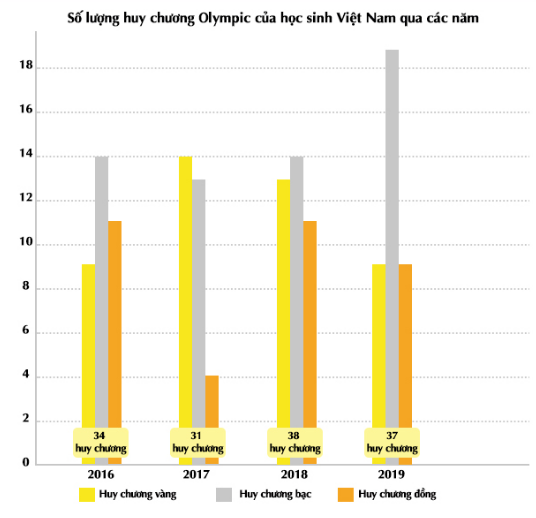 Số lượng huy chương Olympic của học sinh Việt Nam qua các năm
18
16
14
12
10
8
6
4
2
0
34
huy chương
31
huy chương
38
huy chương
37
huy chương
2016
2017
2018
2019
Huy chương vàng
Huy chương bạc
Huy chương đồng